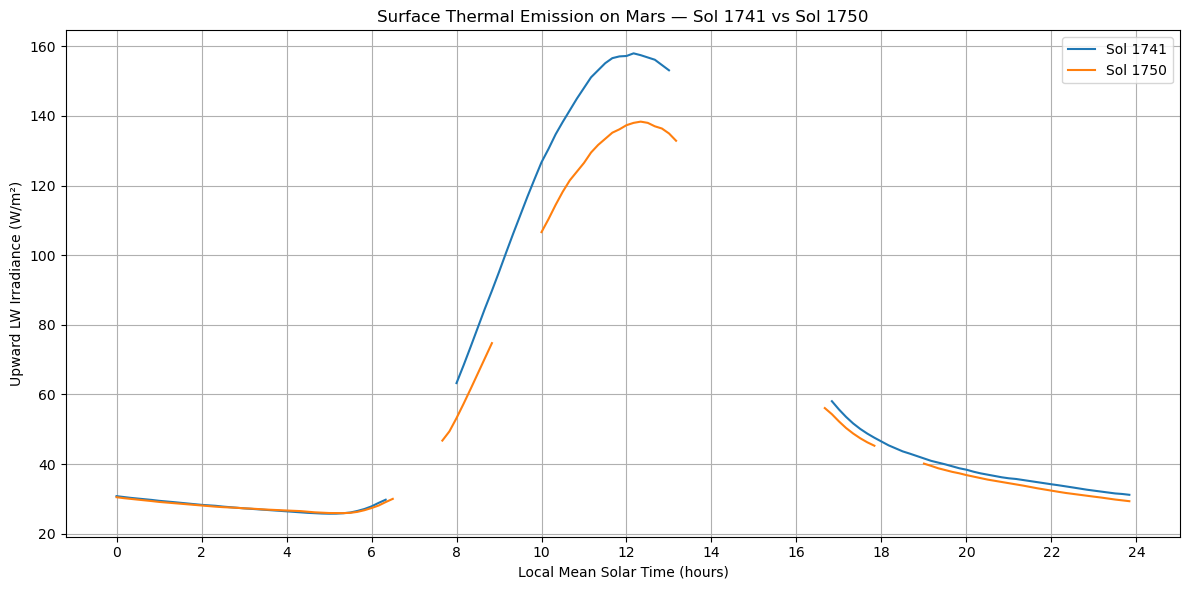 Surface Thermal Emission on Mars — Sol 1741 vs Sol 1750
Sol 1741
Sol 1750
Upward LW Irradiance (W/m²)
160
140
120
100
80
60
40
20
0 2 4 6 8 10 12 14 16 18 20 22 24
Local Mean Solar Time (hours)